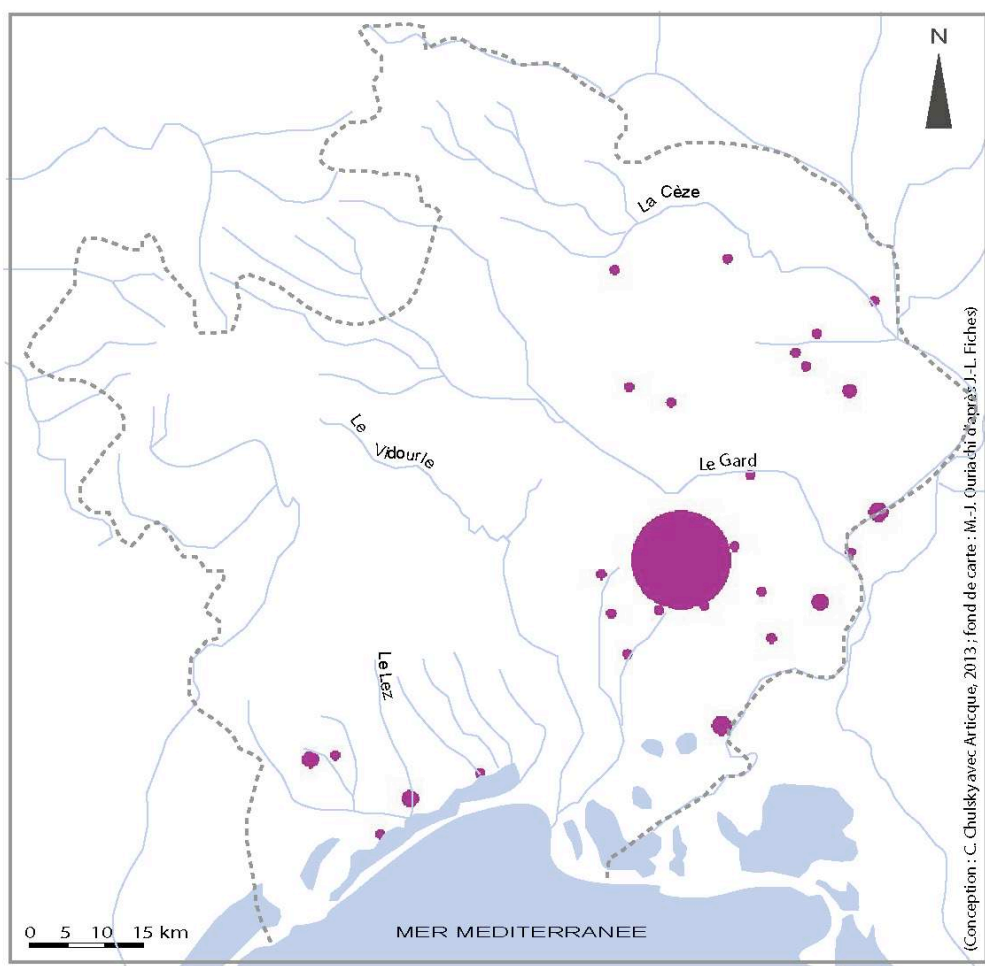 N
La Cèze
Le Vidourle
Le Gard
Le Lez
0 5 10 15 km
MER MEDITERRANEE
(Conception : C. Chulsky avec Articque, 2013 ; fond de carte : M.-J. Ouriachi d'après J.-L. Fiches)